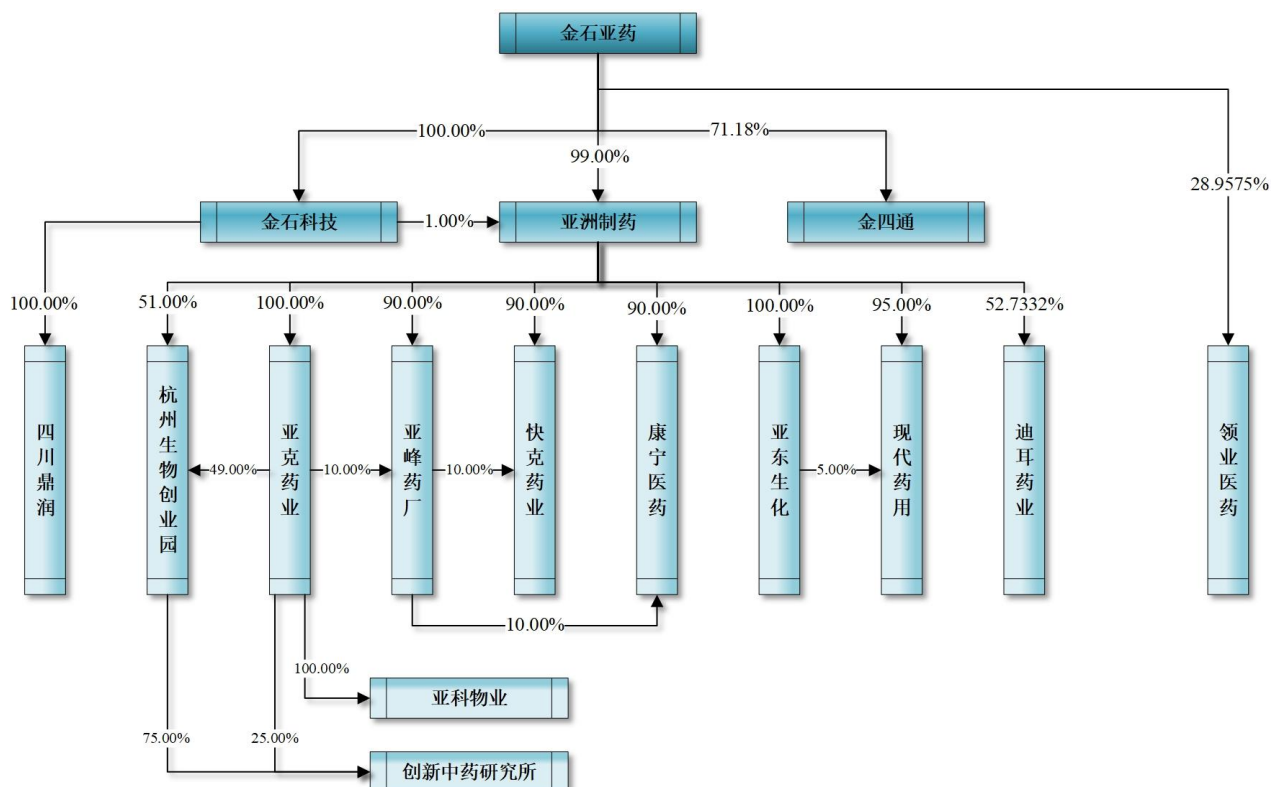 金石亚药
100.00%
71.18%
99.00%
28.9575%
金石科技
1.00%
亚洲制药
金四通
100.00%
51.00%
100.00%
90.00%
90.00%
90.00%
100.00%
95.00%
52.7332%
四川鼎润
杭州生物创业园
49.00%
亚克药业
10.00%
亚峰药厂
10.00%
快克药业
康宁医药
亚东生化
5.00%
现代药用
迪耳药业
领业医药
10.00%
100.00%
亚科物业
75.00%
25.00%
创新中药研究所